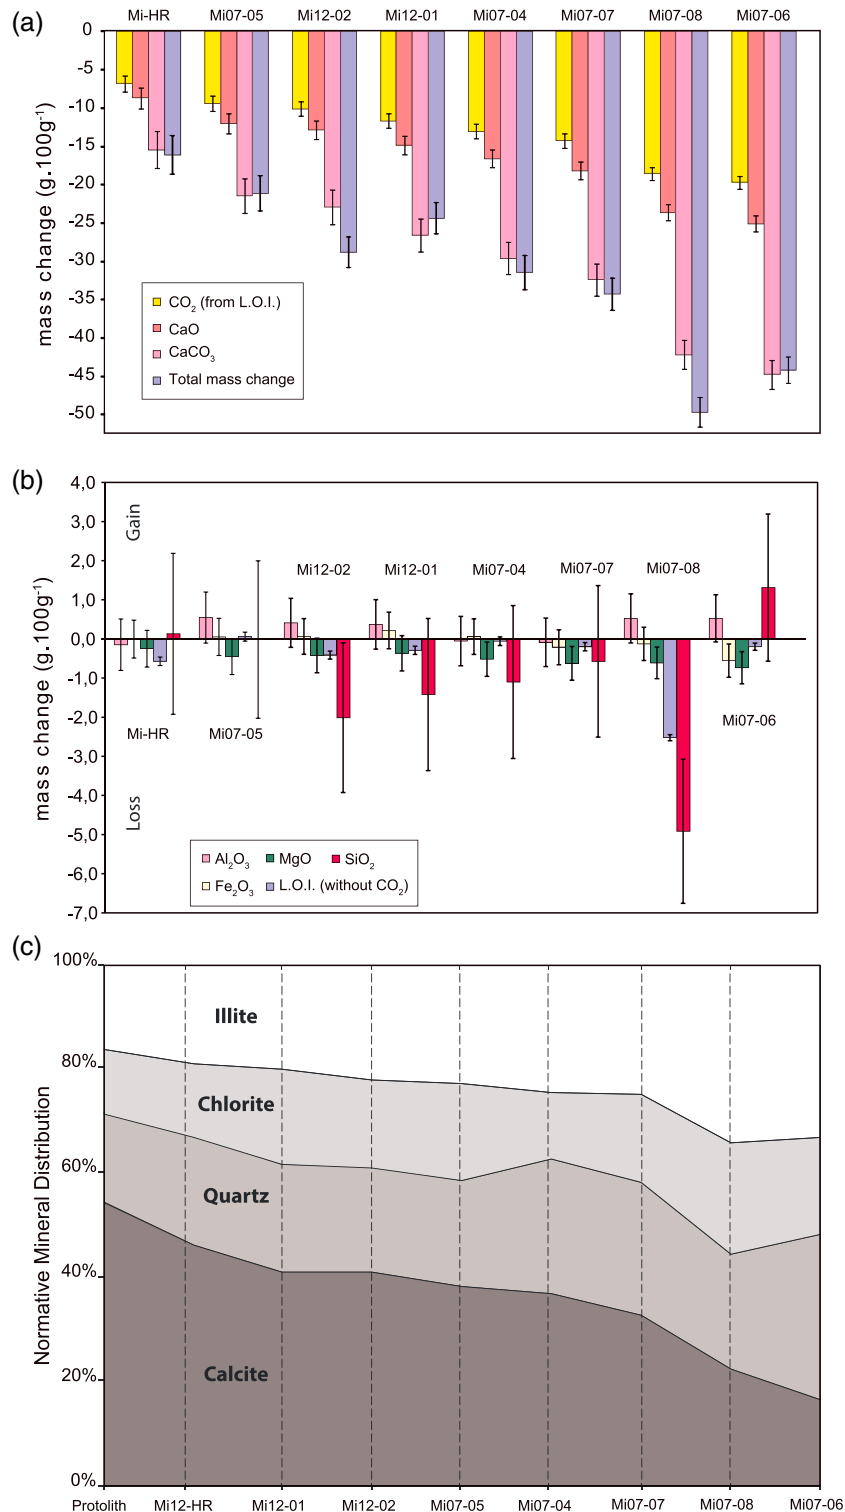 (a)
Mi-HR Mi07-05 Mi12-02 Mi12-01 Mi07-04 Mi07-07 Mi07-08 Mi07-06
0
-5
-10
-15
-20
-25
-30
-35
-40
-45
-50
mass change (g.100g⁻¹)
CO₂ (from L.O.I.)
CaO
CaCO₃
Total mass change
(b)
4,0
3,0
2,0
1,0
0,0
-1,0
-2,0
-3,0
-4,0
-5,0
-6,0
-7,0
mass change (g.100g⁻¹)
Gain
Loss
Mi12-02 Mi12-01 Mi07-04 Mi07-07 Mi07-08
Mi-HR Mi07-05 Mi07-06
Al₂O₃ MgO SiO₂
Fe₂O₃ L.O.I. (without CO₂)
(c)
100%
80%
60%
40%
20%
0%
Normative Mineral Distribution
Illite
Chlorite
Quartz
Calcite
Protolith Mi12-HR Mi12-01 Mi12-02 Mi07-05 Mi07-04 Mi07-07 Mi07-08 Mi07-06